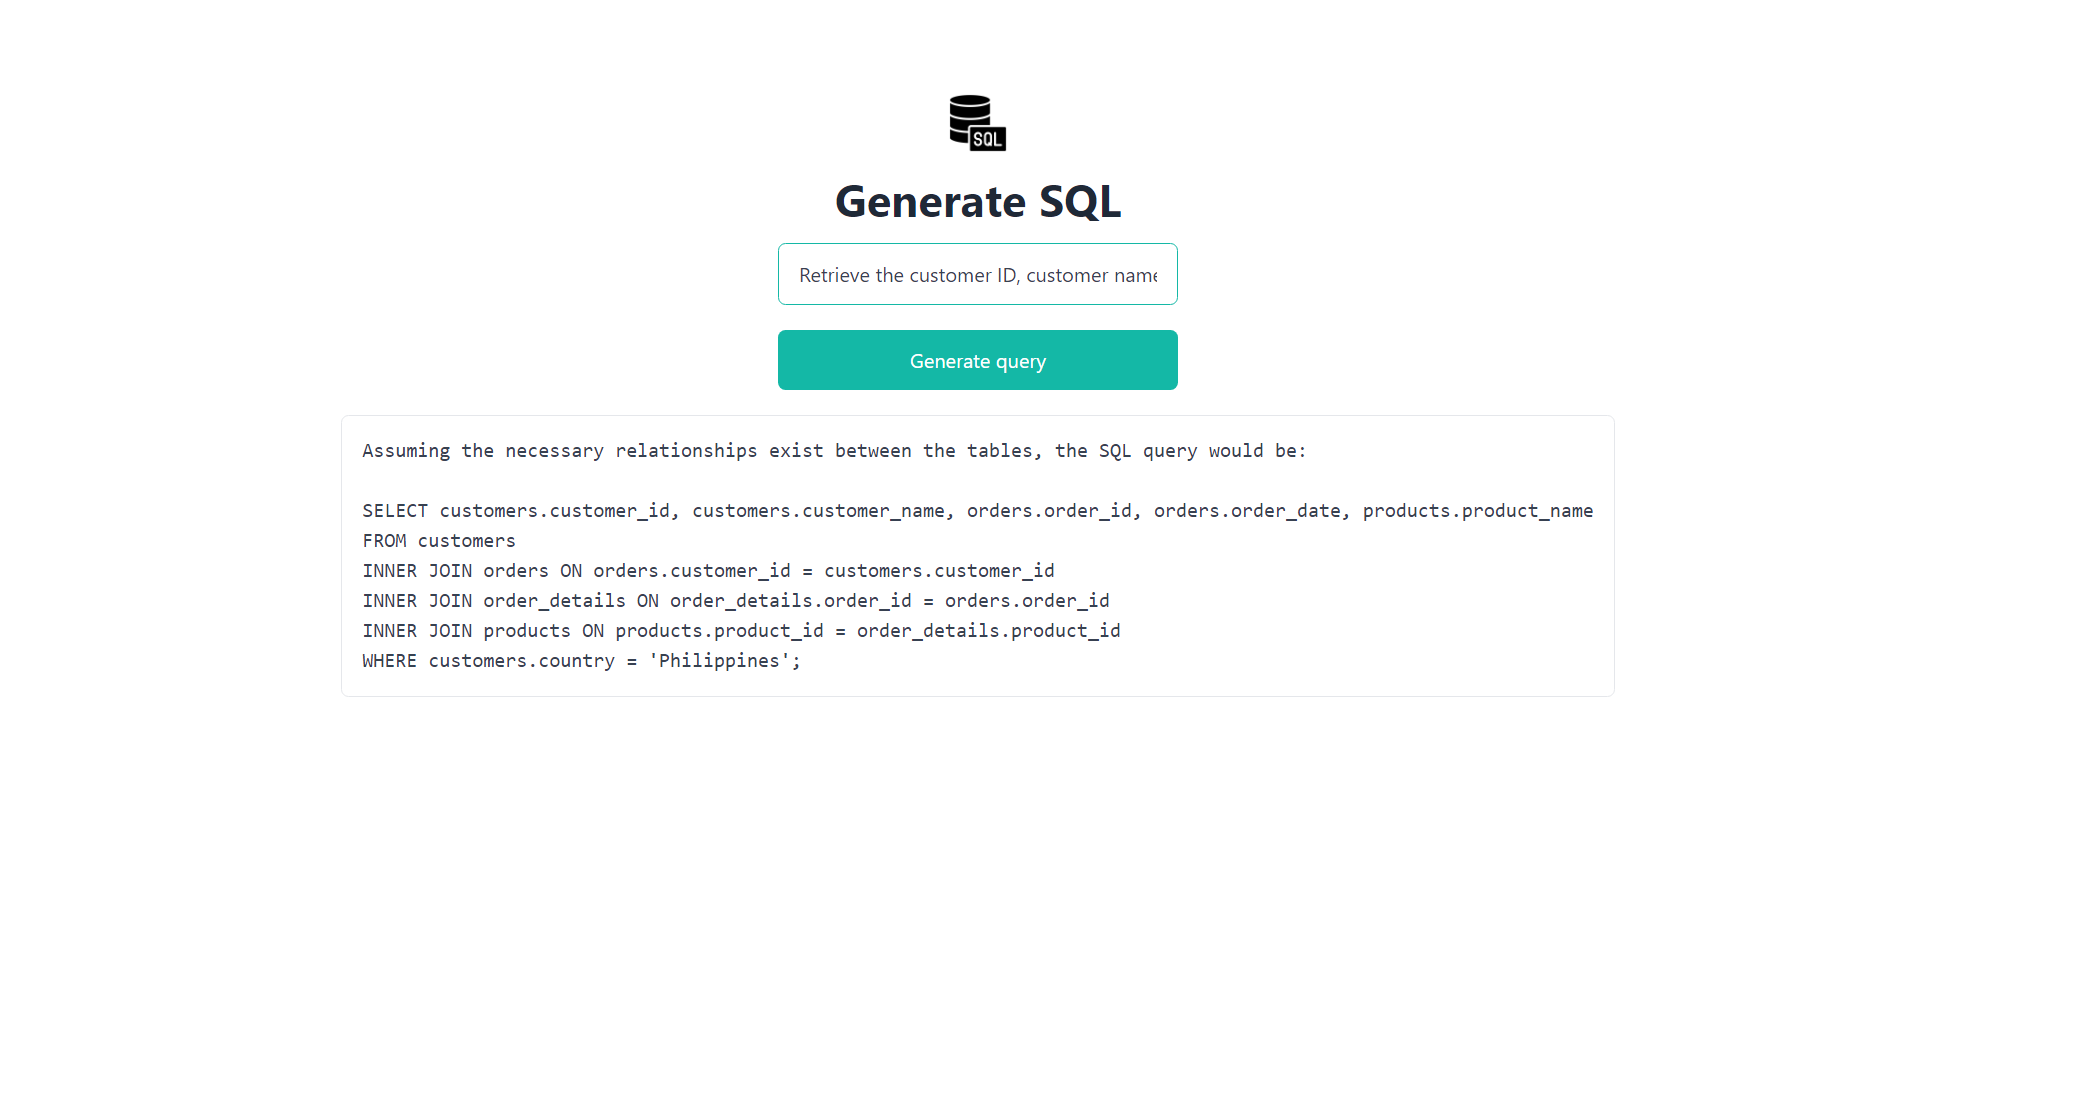 SQL
Generate SQL
Retrieve the customer ID, customer name
Generate query
Assuming the necessary relationships exist between the tables, the SQL query would be:
SELECT customers.customer_id, customers.customer_name, orders.order_id, orders.order_date, products.product_name
FROM customers
INNER JOIN orders ON orders.customer_id = customers.customer_id
INNER JOIN order_details ON order_details.order_id = orders.order_id
INNER JOIN products ON products.product_id = order_details.product_id
WHERE customers.country = 'Philippines';